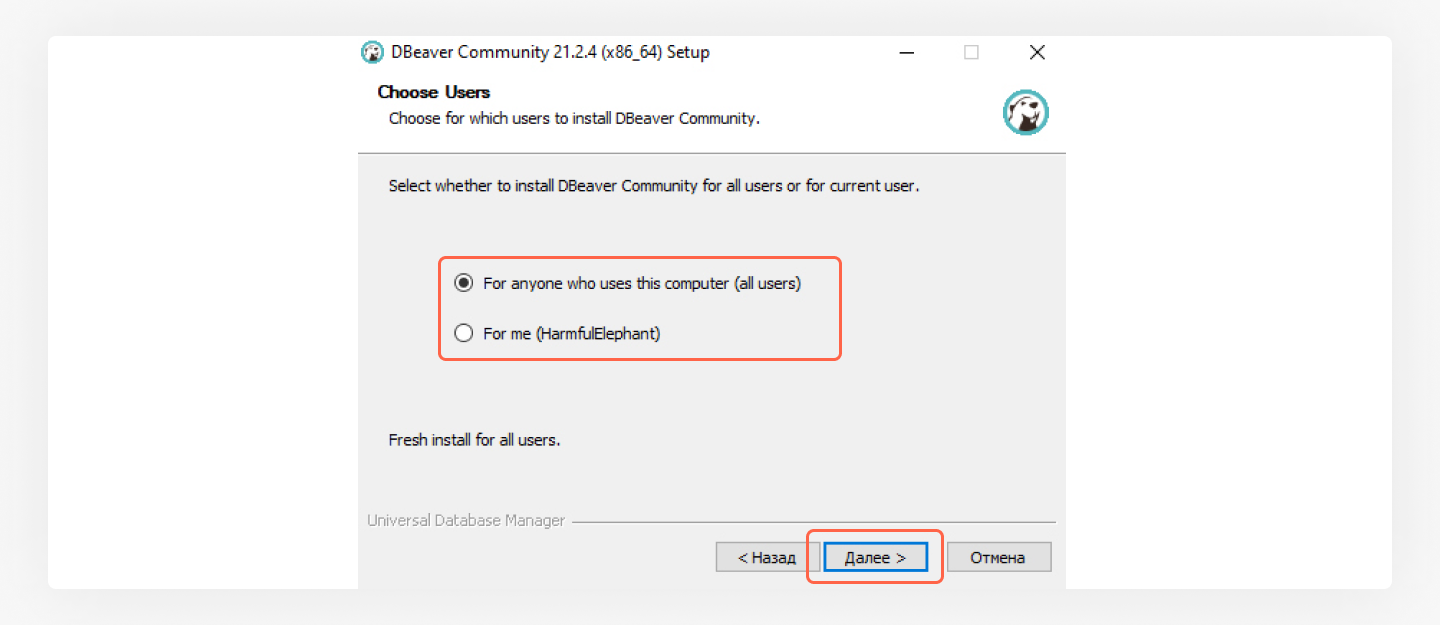 DBeaver Community 21.2.4 (x86_64) Setup
Choose Users
Choose for which users to install DBeaver Community.
Select whether to install DBeaver Community for all users or for current user.
For anyone who uses this computer (all users)
For me (HarmfulElephant)
Fresh install for all users.
Universal Database Manager
< Назад Далее > Отмена